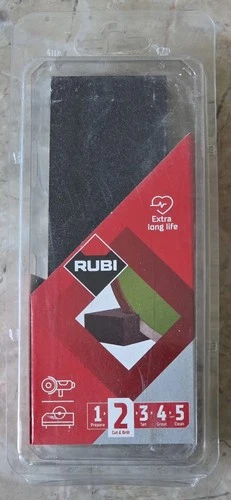 Extra
long life
RUBI
1 2 3 4 5
Prepare Cut & Drill Set Grout Clean